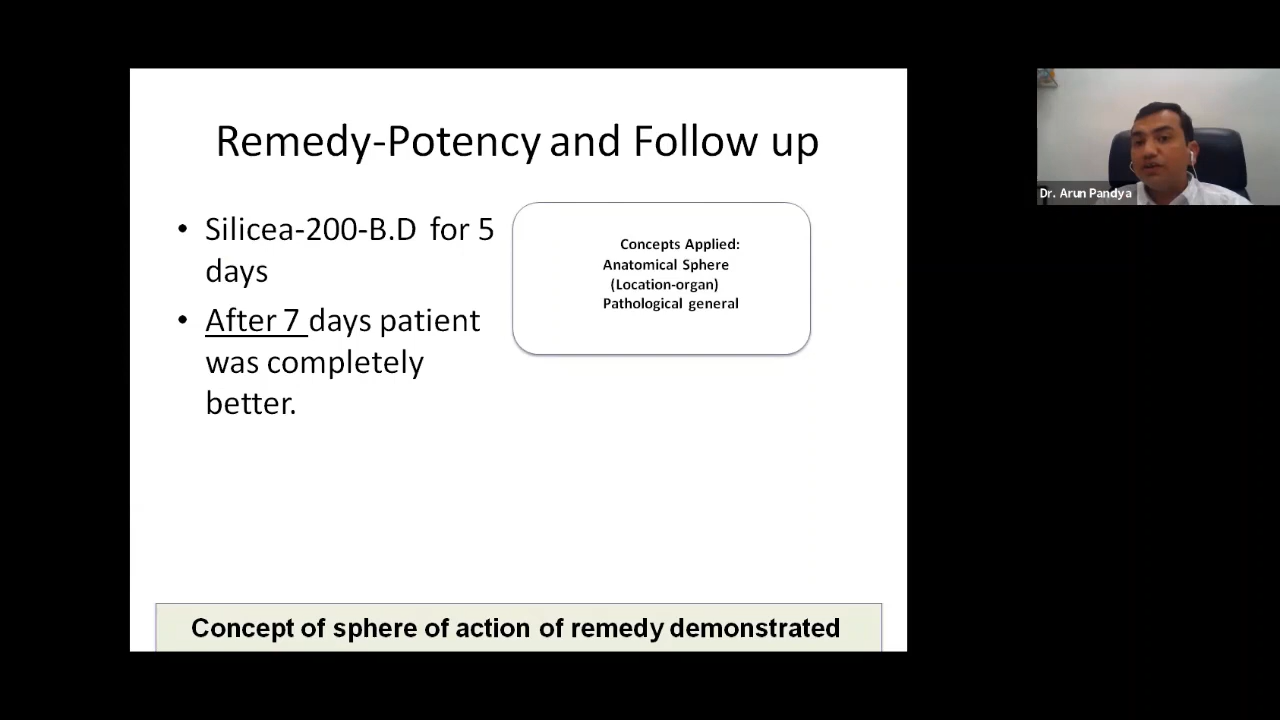 Remedy-Potency and Follow up
• Silicea-200-B.D for 5
days
• After 7 days patient
was completely
better.
Concepts Applied:
Anatomical Sphere
(Location-organ)
Pathological general
Concept of sphere of action of remedy demonstrated
Dr. Arun Pandya